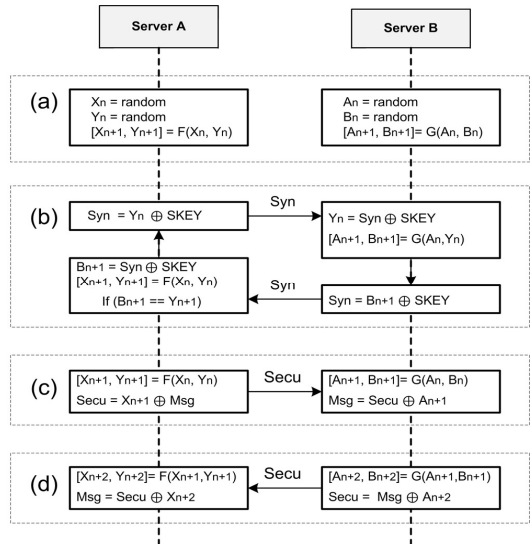 Server A
Server B
(a)
Xn = random
Yn = random
[Xn+1, Yn+1] = F(Xn, Yn)
An = random
Bn = random
[An+1, Bn+1]= G(An, Bn)
(b)
Syn = Yn ⊕ SKEY
Syn
Yn = Syn ⊕ SKEY
[An+1, Bn+1]= G(An,Yn)
Bn+1 = Syn ⊕ SKEY
[Xn+1, Yn+1] = F(Xn, Yn)
If (Bn+1 == Yn+1)
Syn
Syn = Bn+1 ⊕ SKEY
(c)
[Xn+1, Yn+1] = F(Xn, Yn)
Secu = Xn+1 ⊕ Msg
Secu
[An+1, Bn+1]= G(An, Bn)
Msg = Secu ⊕ An+1
(d)
[Xn+2, Yn+2]= F(Xn+1,Yn+1)
Msg = Secu ⊕ Xn+2
Secu
[An+2, Bn+2]= G(An+1,Bn+1)
Secu = Msg ⊕ An+2